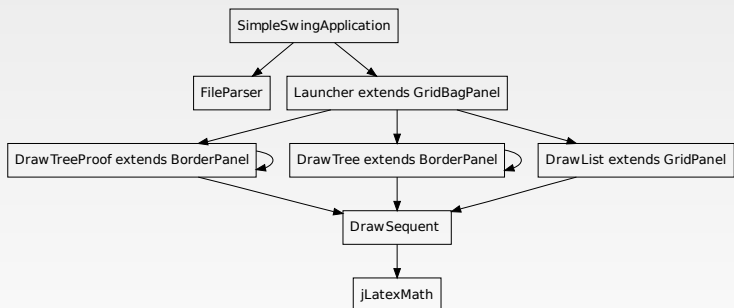 SimpleSwingApplication
FileParser
Launcher extends GridBagPanel
DrawTreeProof extends BorderPanel
DrawTree extends BorderPanel
DrawList extends GridPanel
DrawSequent
jLatexMath